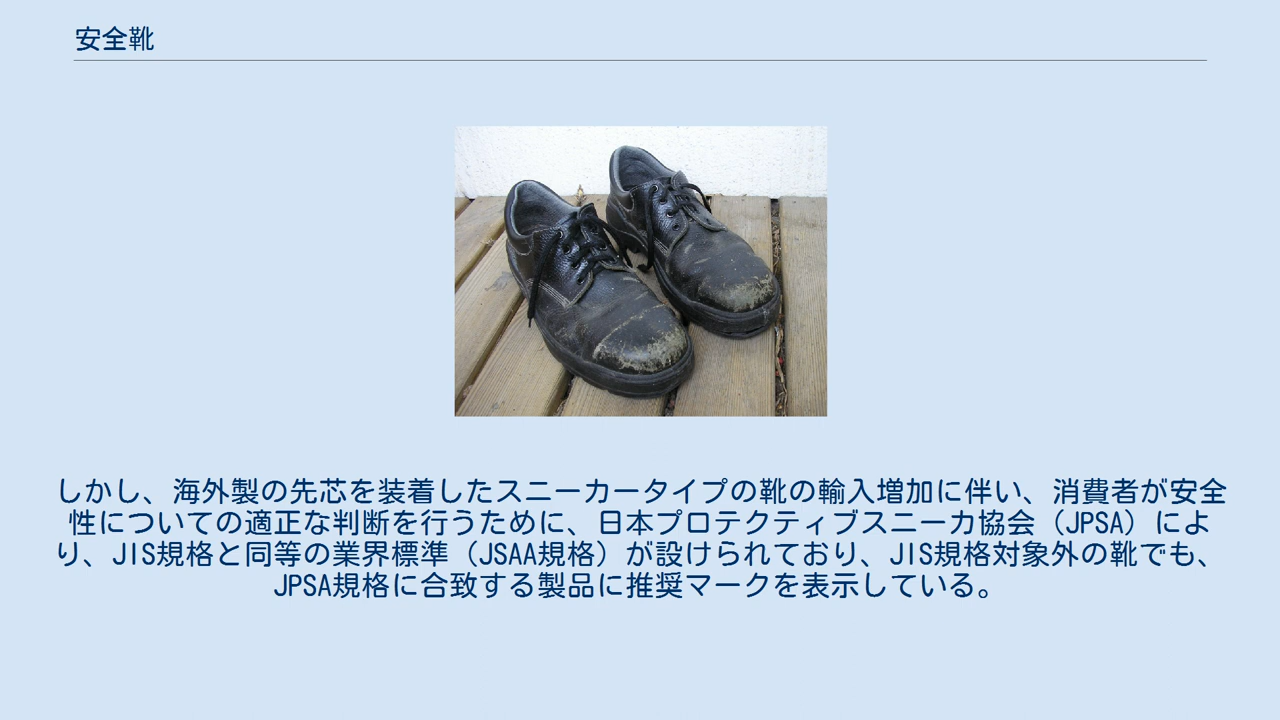 安全靴
しかし、海外製の先芯を装着したスニーカータイプの靴の輸入増加に伴い、消費者が安全
性についての適正な判断を行うために、日本プロテクティブスニーカ協会（JPSA）によ
り、JIS規格と同等の業界標準（JSAA規格）が設けられており、JIS規格対象外の靴でも、
JPSA規格に合致する製品に推奨マークを表示している。